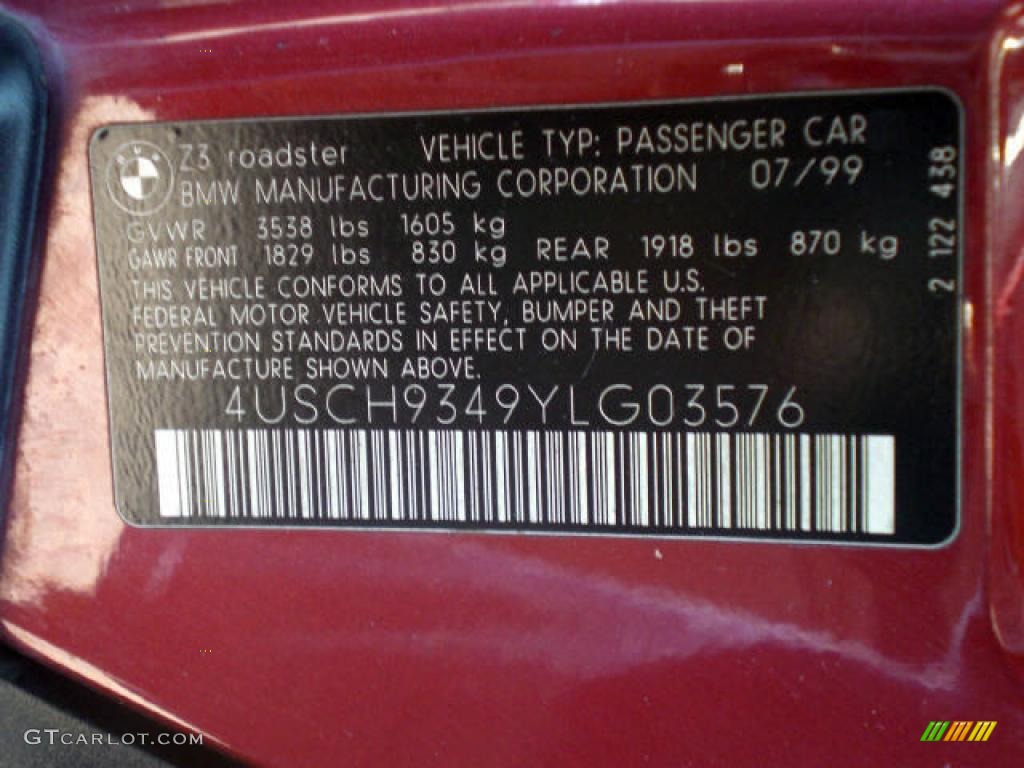 Z3 roadster VEHICLE TYP: PASSENGER CAR
BMW MANUFACTURING CORPORATION 07/99
GVWR 3538 lbs 1605 kg
GAWR FRONT 1829 lbs 830 kg REAR 1918 lbs 870 kg
THIS VEHICLE CONFORMS TO ALL APPLICABLE U.S.
FEDERAL MOTOR VEHICLE SAFETY, BUMPER AND THEFT
PREVENTION STANDARDS IN EFFECT ON THE DATE OF
MANUFACTURE SHOWN ABOVE.
4USCH9349YLG03576
2 122 438
GTCARLOT.COM